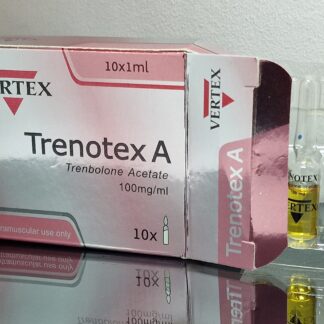 10x1ml
VERTEX
Trenotex A
Trenbolone Acetate
100mg/ml
10x
intramuscular use only
VERTEX
Trenotex A
VERTEX